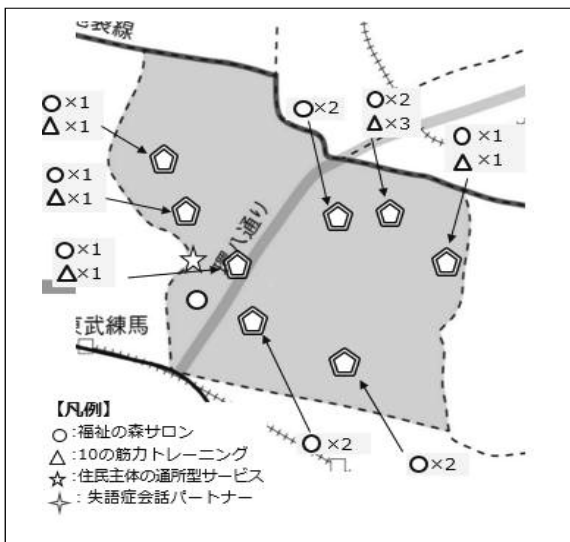 ○×1
△×1
○×2
○×2
△×3
○×1
△×1
○×1
△×1
○×1
△×1
八通り
東武練馬
○×2
○×2
【凡例】
○:福祉の森サロン
△:10の筋力トレーニング
☆:住民主体の通所型サービス
✧:失語症会話パートナー